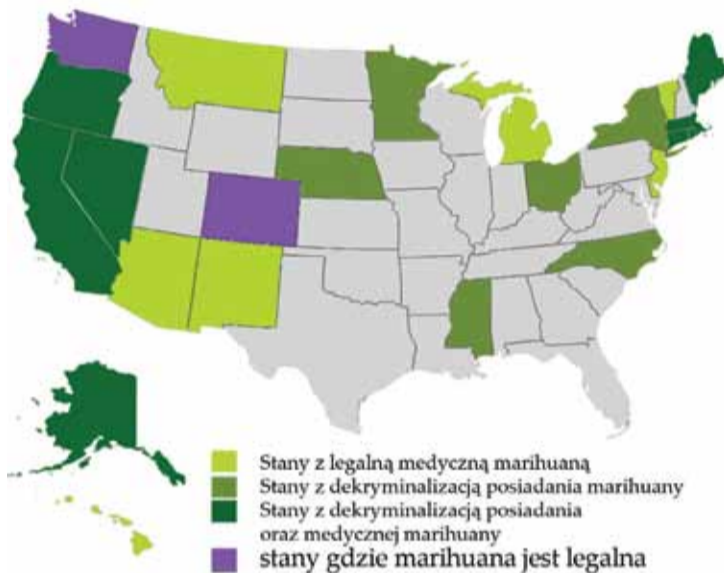 Stany z legalną medyczną marihuaną
Stany z dekryminalizacją posiadania marihuany
Stany z dekryminalizacją posiadania
oraz medycznej marihuany
stany gdzie marihuana jest legalna